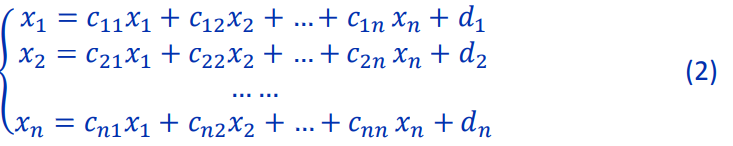 x₁ = c₁₁x₁ + c₁₂x₂ + ...+ c₁ₙ xₙ + d₁
x₂ = c₂₁x₁ + c₂₂x₂ + ...+ c₂ₙ xₙ + d₂
(2)
... ...
xₙ = cₙ₁x₁ + cₙ₂x₂ + ...+ cₙₙ xₙ + dₙ